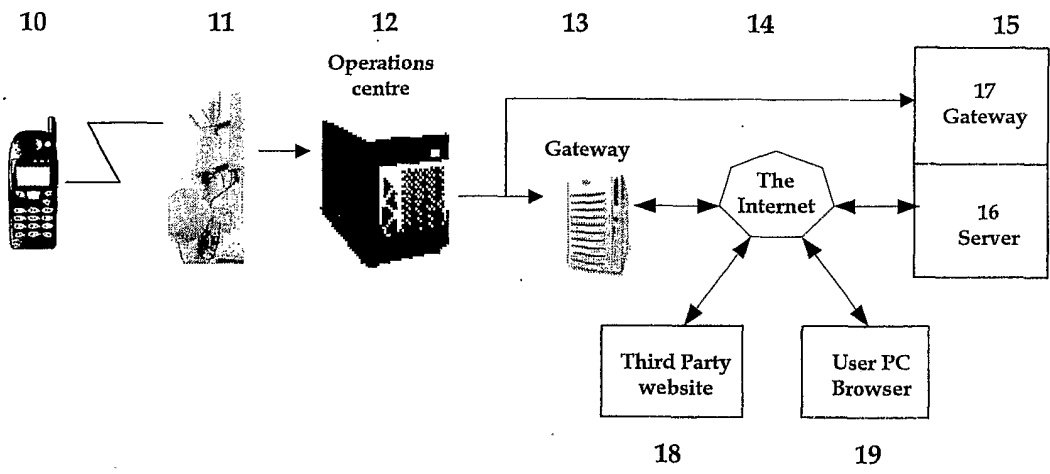 10
11
12
13
14
15
Operations
centre
17
Gateway
Gateway
The
Internet
16
Server
Third Party
website
User PC
Browser
18
19